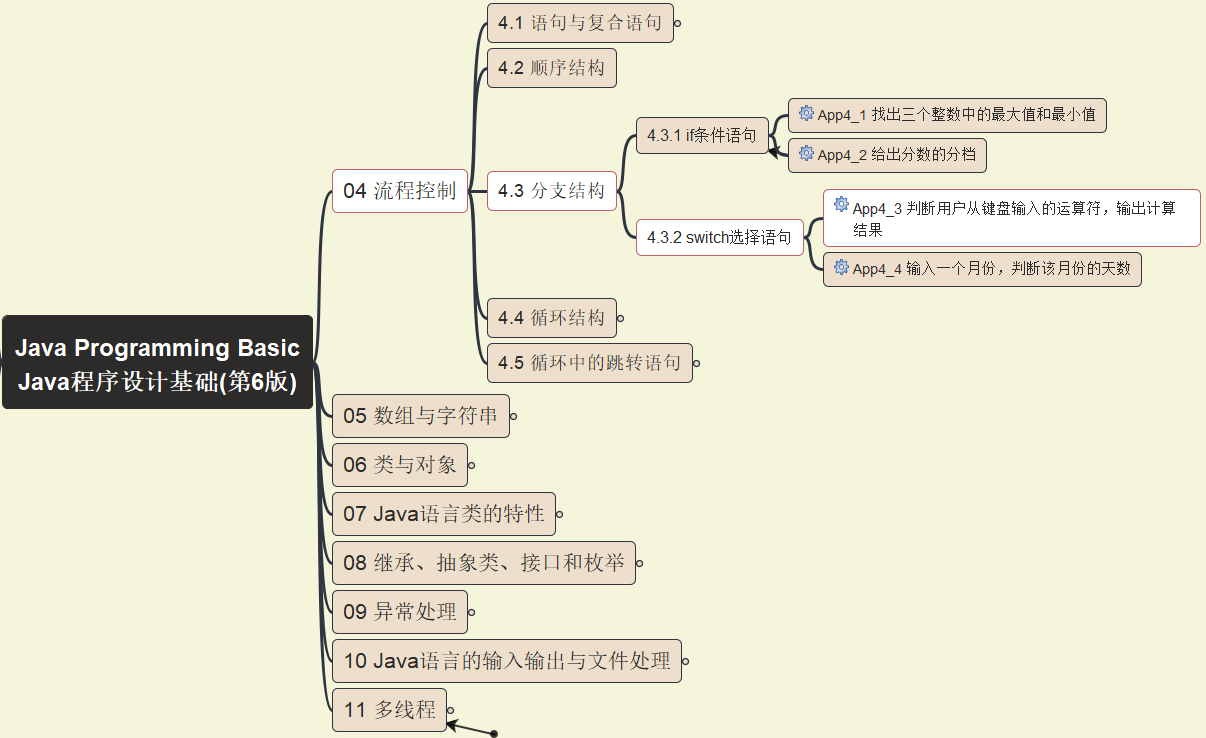 Java Programming Basic
Java程序设计基础(第6版)
04 流程控制
4.1 语句与复合语句
4.2 顺序结构
4.3 分支结构
4.3.1 if条件语句
App4_1 找出三个整数中的最大值和最小值
App4_2 给出分数的分档
4.3.2 switch选择语句
App4_3 判断用户从键盘输入的运算符，输出计算
结果
App4_4 输入一个月份，判断该月份的天数
4.4 循环结构
4.5 循环中的跳转语句
05 数组与字符串
06 类与对象
07 Java语言类的特性
08 继承、抽象类、接口和枚举
09 异常处理
10 Java语言的输入输出与文件处理
11 多线程